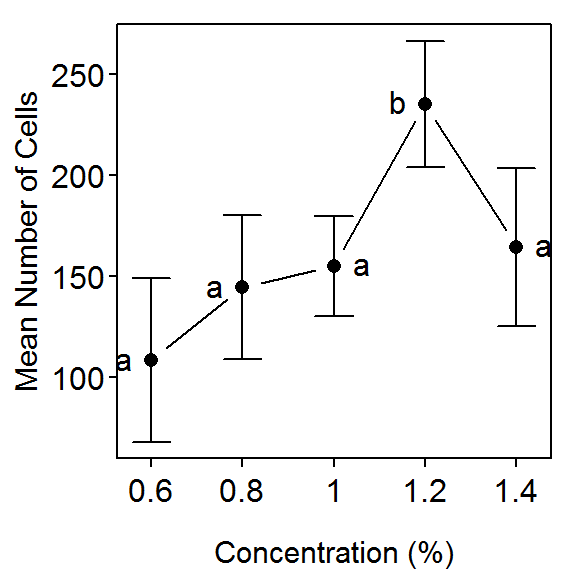 Mean Number of Cells
250
200
150
100
a
a
a
b
a
0.6 0.8 1 1.2 1.4
Concentration (%)